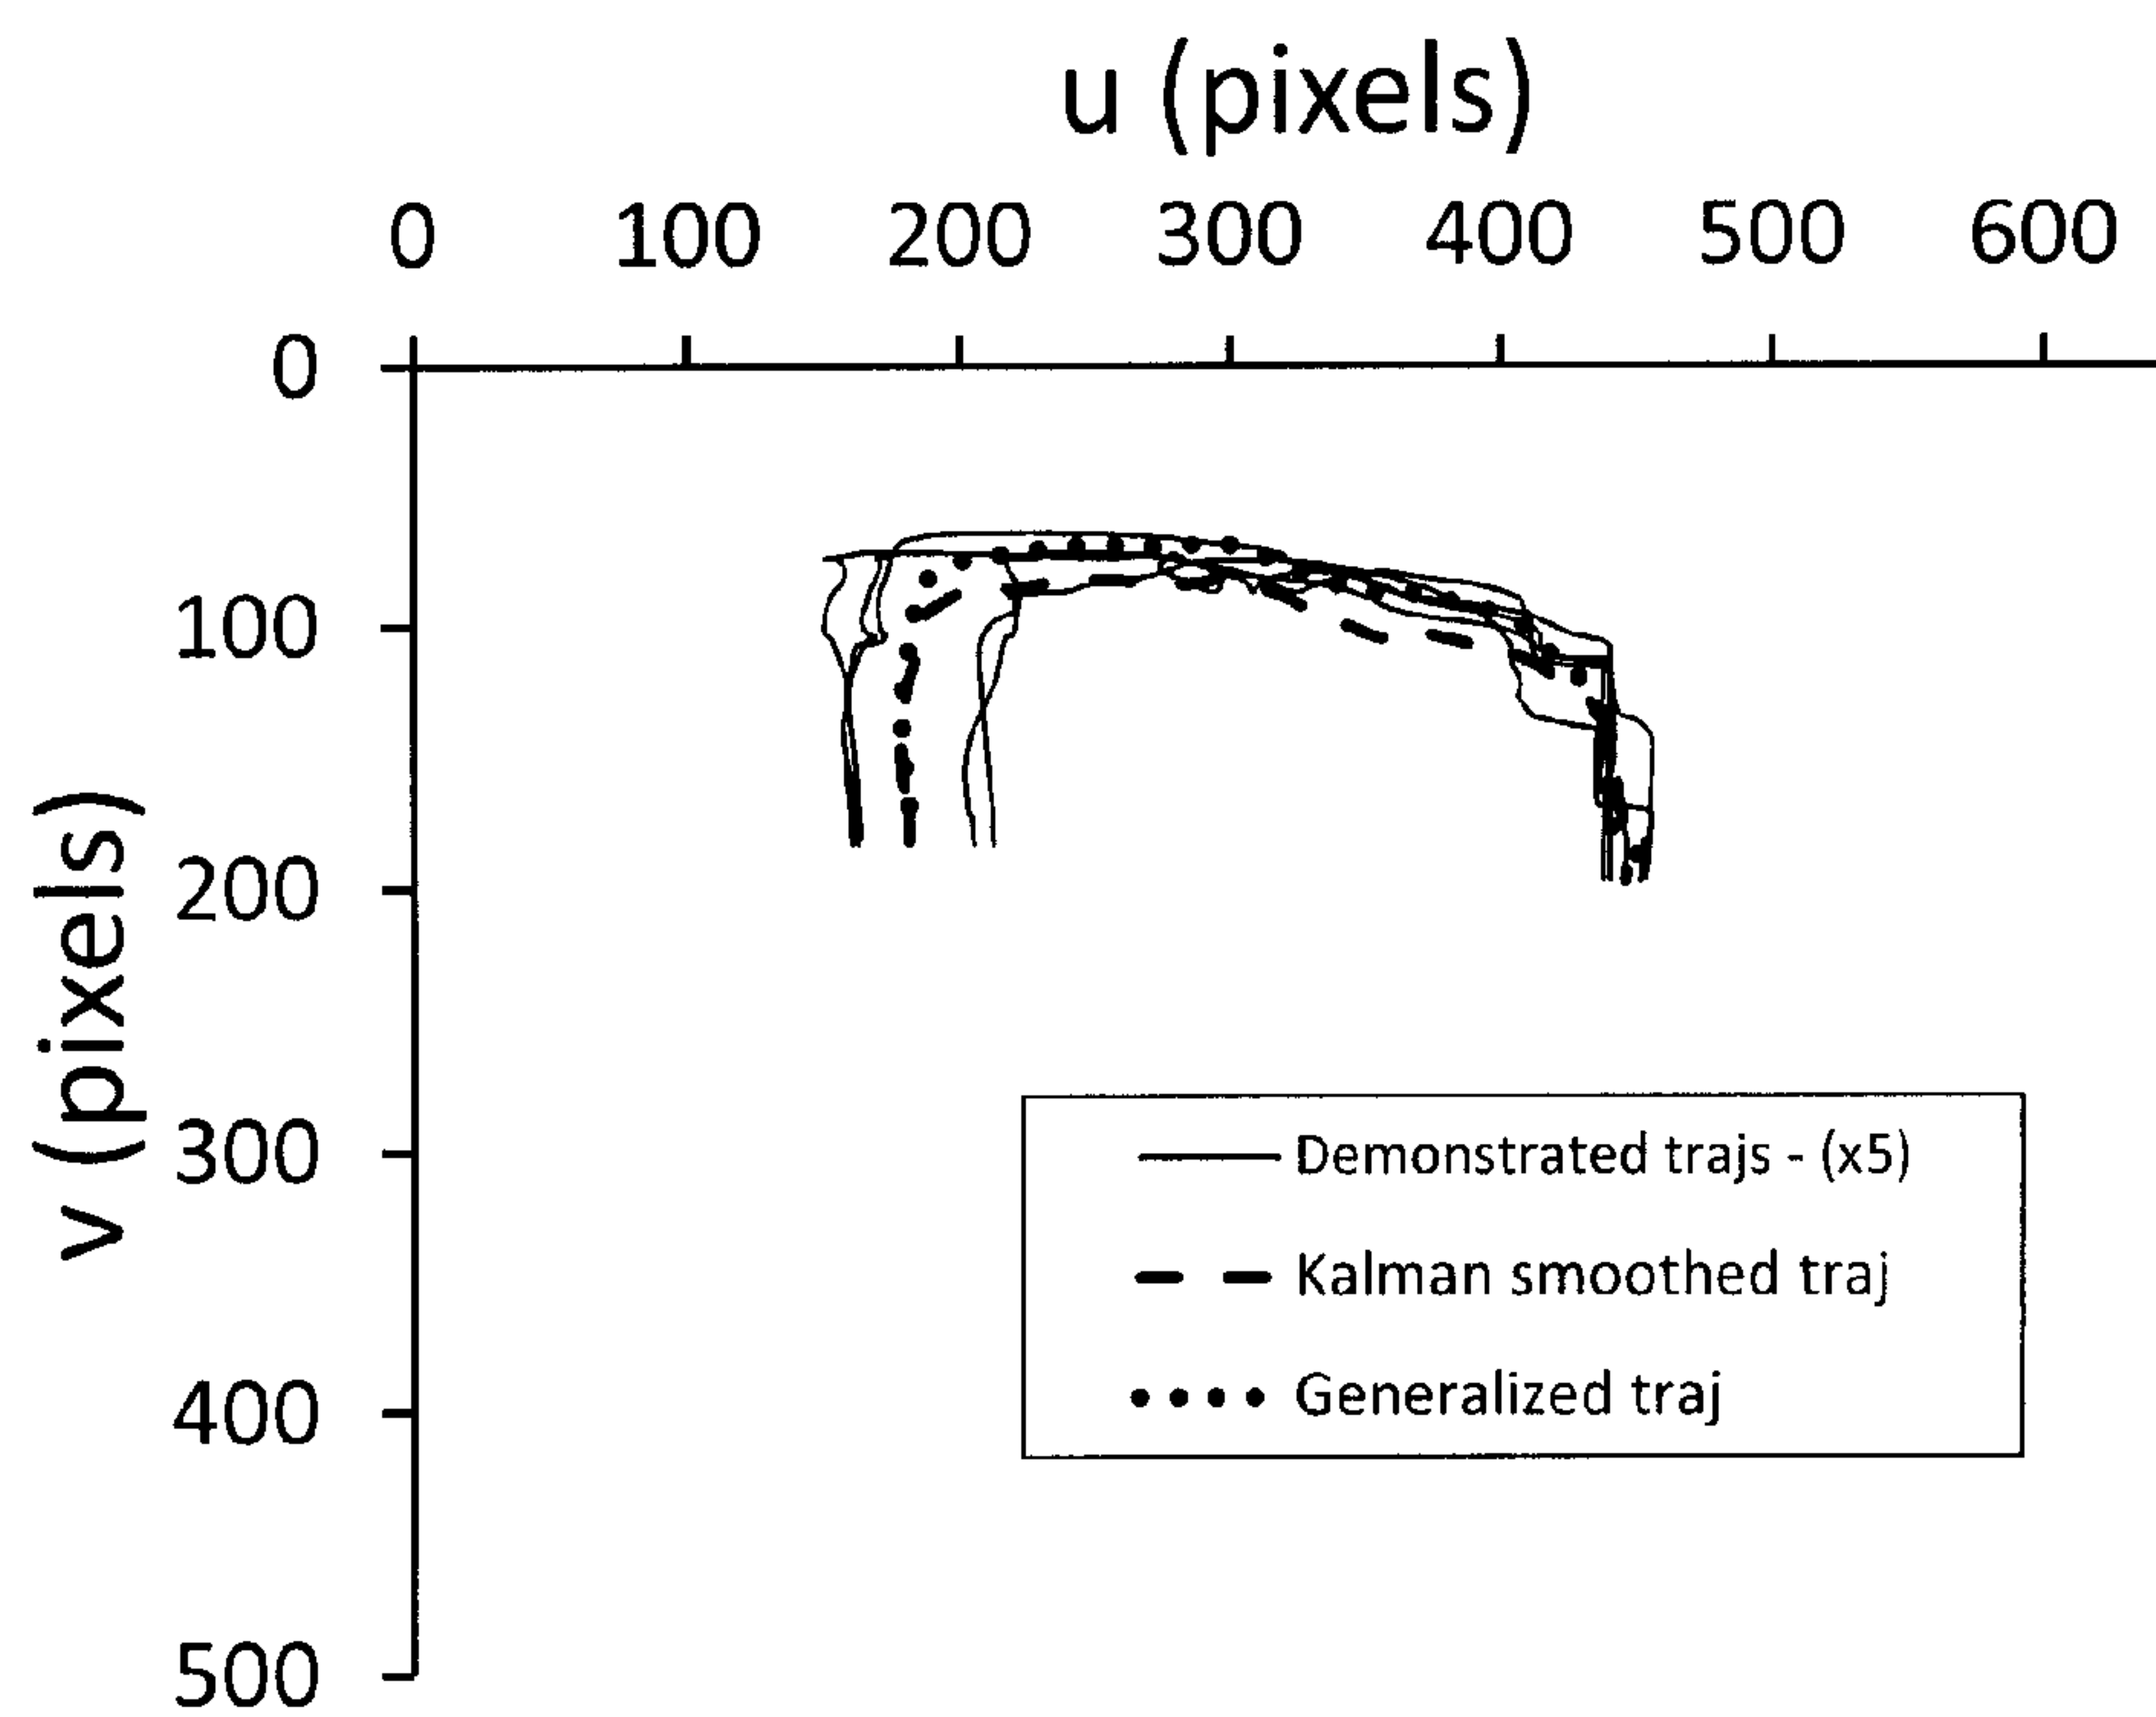 u (pixels)
0 100 200 300 400 500 600
0
100
200
300
400
500
v (pixels)
Demonstrated trajs - (x5)
Kalman smoothed traj
Generalized traj